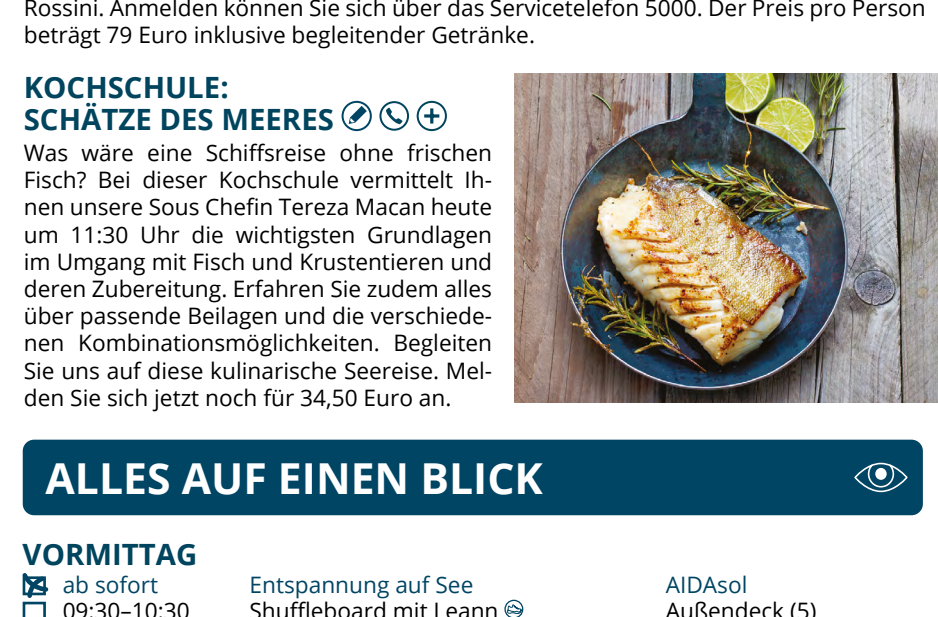 Rossini. Anmelden können Sie sich über das Servicetelefon 5000. Der Preis pro Person
beträgt 79 Euro inklusive begleitender Getränke.
KOCHSCHULE:
SCHÄTZE DES MEERES
Was wäre eine Schiffsreise ohne frischen
Fisch? Bei dieser Kochschule vermittelt Ih-
nen unsere Sous Chefin Tereza Macan heute
um 11:30 Uhr die wichtigsten Grundlagen
im Umgang mit Fisch und Krustentieren und
deren Zubereitung. Erfahren Sie zudem alles
über passende Beilagen und die verschiede-
nen Kombinationsmöglichkeiten. Begleiten
Sie uns auf diese kulinarische Seereise. Mel-
den Sie sich jetzt noch für 34,50 Euro an.
ALLES AUF EINEN BLICK
VORMITTAG
ab sofort Entspannung auf See AIDAsol
09:30–10:30 Shuffleboard mit Leann Außendeck (5)